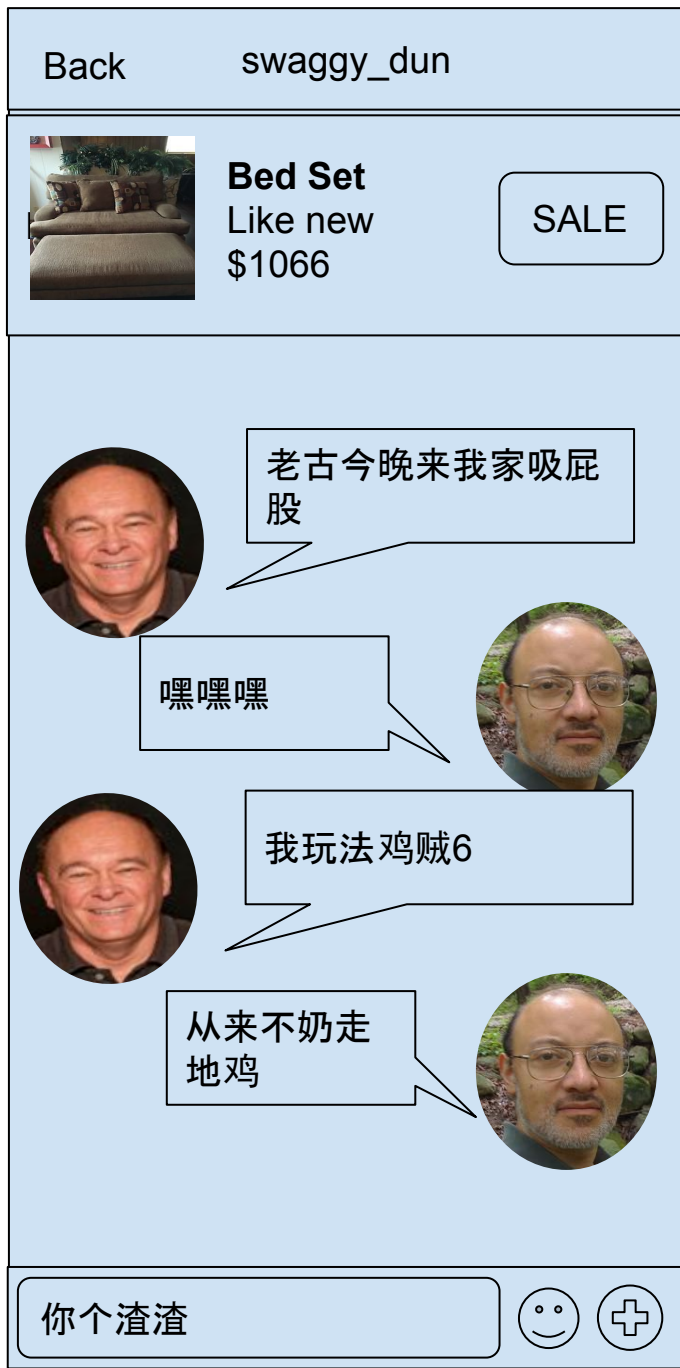 Back
swaggy_dun
Bed Set
Like new
$1066
SALE
老古今晚来我家吸屁
股
嘿嘿嘿
我玩法鸡贼6
从来不奶走
地鸡
你个渣渣